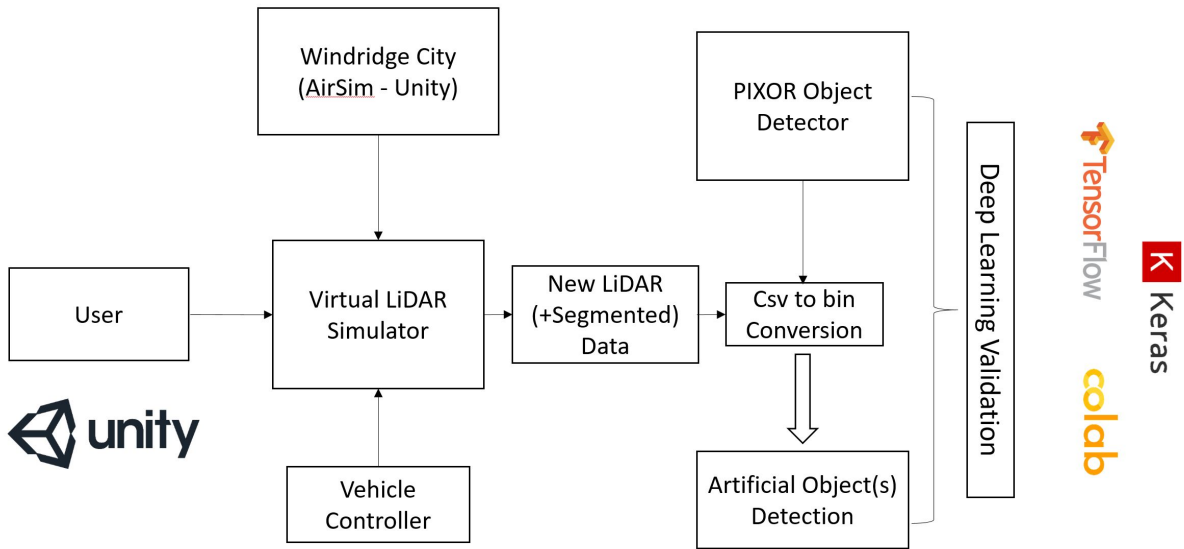 Windridge City
(AirSim - Unity)
PIXOR Object
Detector
User
Virtual LiDAR
Simulator
New LiDAR
(+Segmented)
Data
Csv to bin
Conversion
Vehicle
Controller
Artificial Object(s)
Detection
Deep Learning Validation
unity
TensorFlow
K Keras
colab